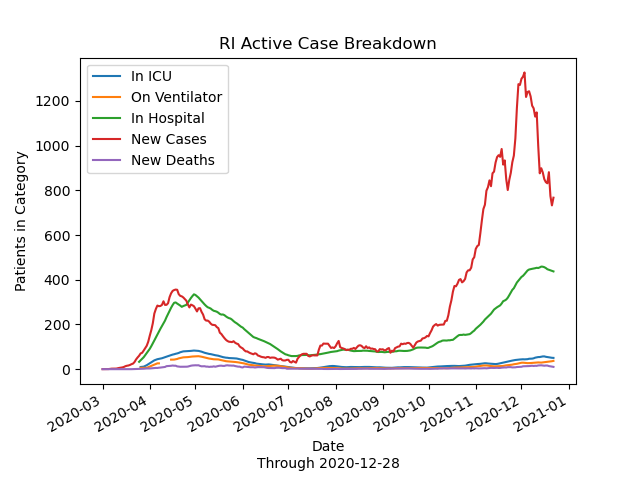 RI Active Case Breakdown
In ICU
On Ventilator
In Hospital
New Cases
New Deaths
Patients in Category
1200
1000
800
600
400
200
0
2020-03
2020-04
2020-05
2020-06
2020-07
2020-08
2020-09
2020-10
2020-11
2020-12
2021-01
Date
Through 2020-12-28